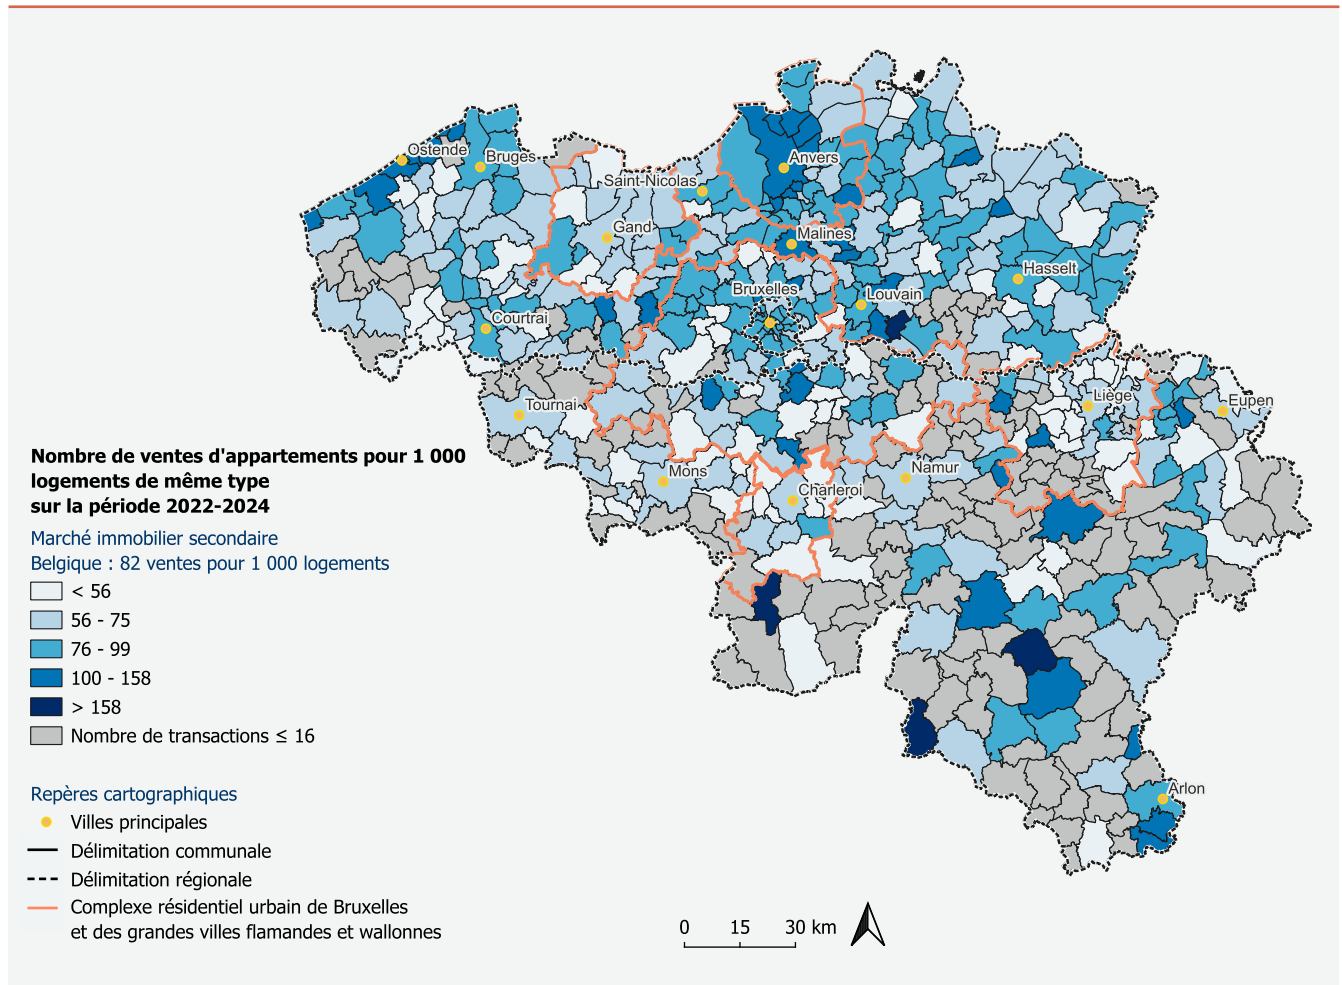 Ostende
Bruges
Anvers
Saint-Nicolas
Gand
Malines
Hasselt
Bruxelles
Louvain
Courtrai
Liège
Eupen
Tournai
Mons
Namur
Charleroi
Arlon
Nombre de ventes d'appartements pour 1 000
logements de même type
sur la période 2022-2024
Marché immobilier secondaire
Belgique : 82 ventes pour 1 000 logements
< 56
56 - 75
76 - 99
100 - 158
> 158
Nombre de transactions ≤ 16
Repères cartographiques
Villes principales
Délimitation communale
Délimitation régionale
Complexe résidentiel urbain de Bruxelles
et des grandes villes flamandes et wallonnes
0 15 30 km